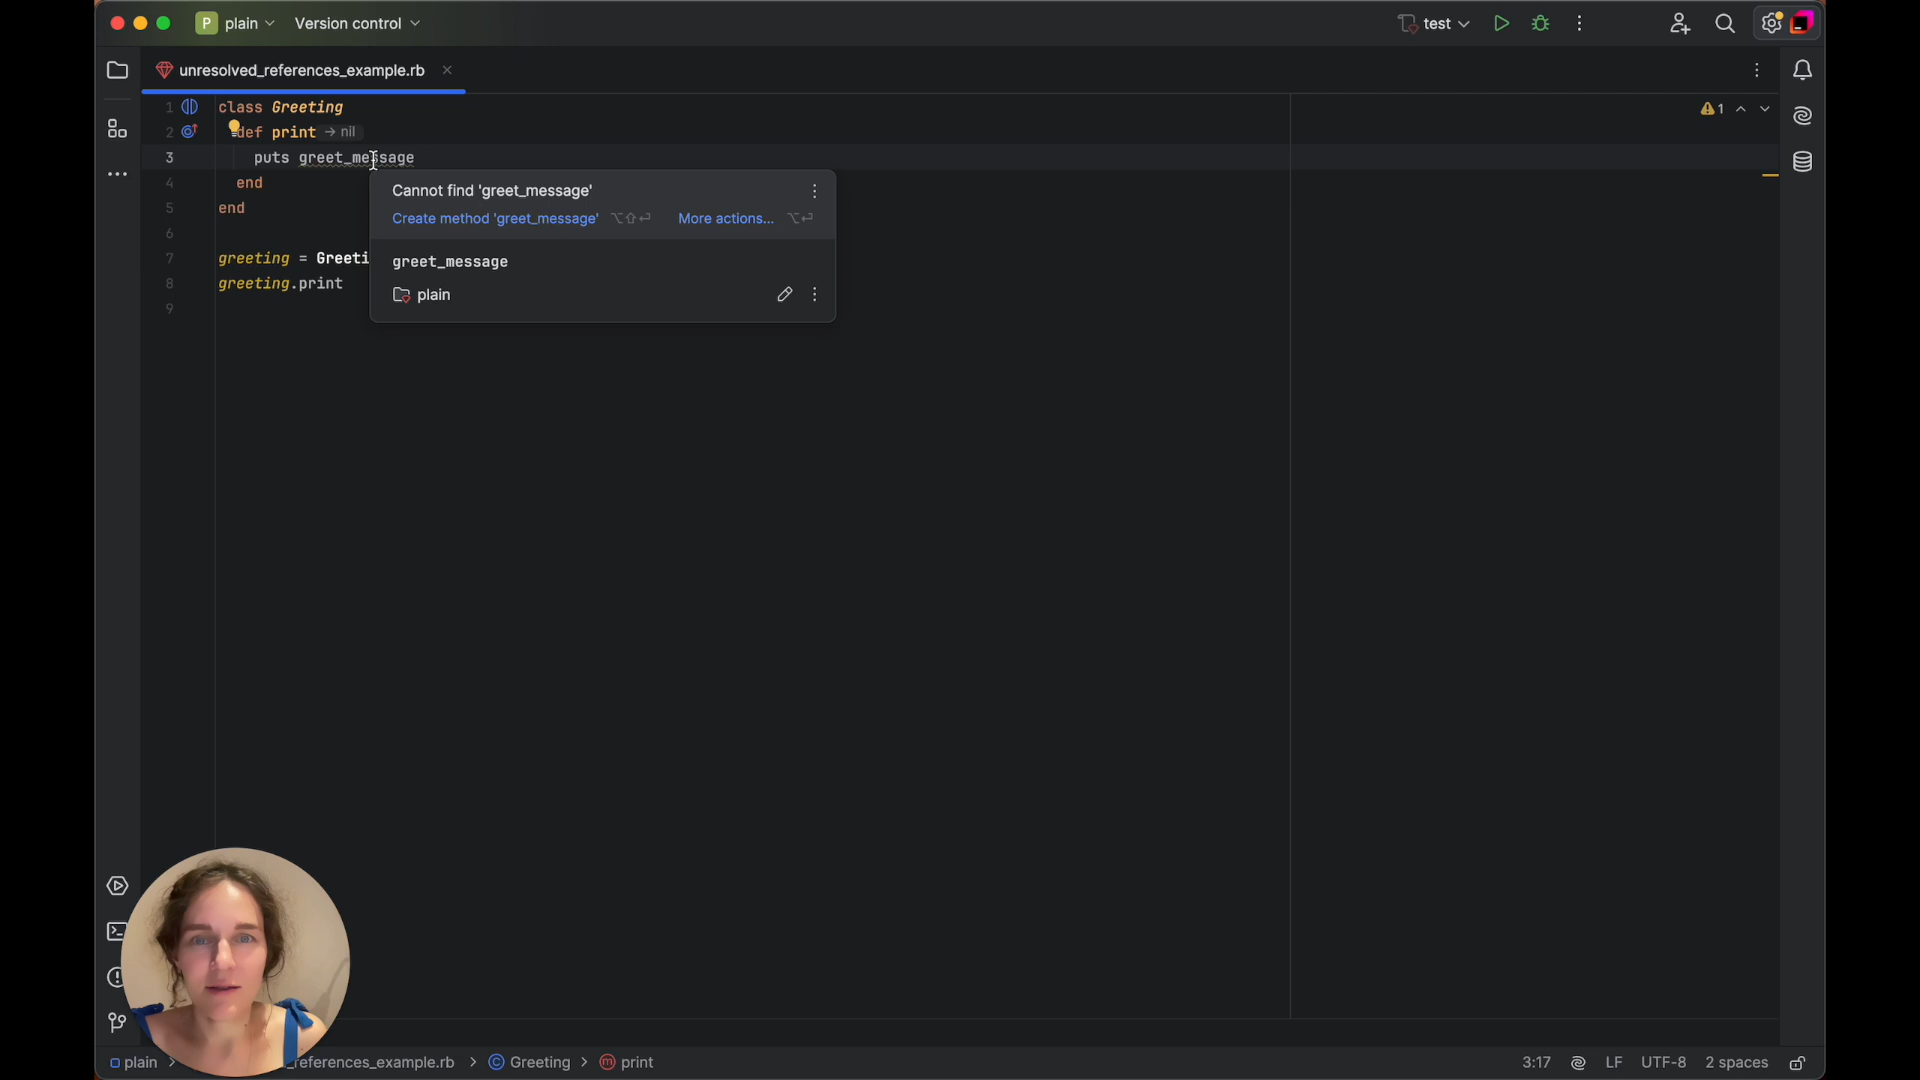 P plain Version control test
unresolved_references_example.rb
1 class Greeting
2 def print → nil
3 puts greet_message
4 end
5 end
6
7 greeting = Greeti
8 greeting.print
9
1
Cannot find 'greet_message'
Create method 'greet_message' ⌥⇧⏎ More actions... ⌥⏎
greet_message
plain
plain > _references_example.rb > Greeting > print
3:17 LF UTF-8 2 spaces